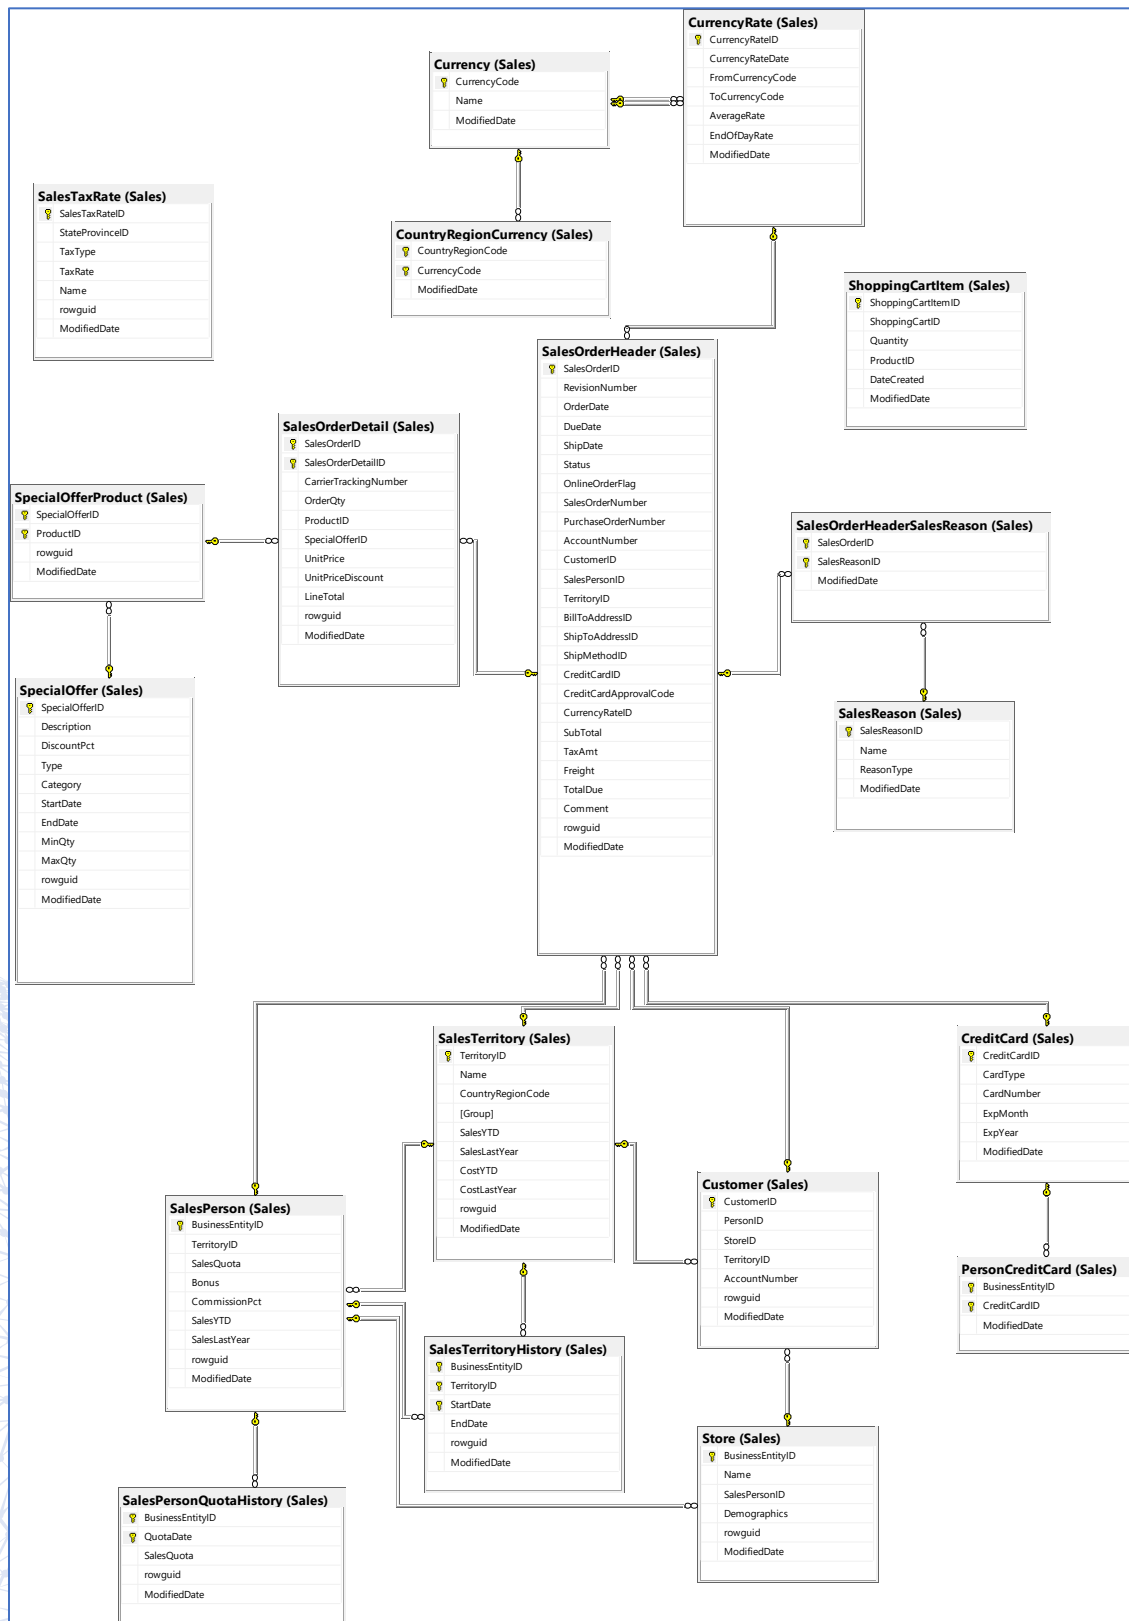 CurrencyRate (Sales)
CurrencyRateID
CurrencyRateDate
FromCurrencyCode
ToCurrencyCode
AverageRate
EndOfDayRate
ModifiedDate
Currency (Sales)
CurrencyCode
Name
ModifiedDate
SalesTaxRate (Sales)
SalesTaxRateID
StateProvinceID
TaxType
TaxRate
Name
rowguid
ModifiedDate
CountryRegionCurrency (Sales)
CountryRegionCode
CurrencyCode
ModifiedDate
ShoppingCartItem (Sales)
ShoppingCartItemID
ShoppingCartID
Quantity
ProductID
DateCreated
ModifiedDate
SalesOrderHeader (Sales)
SalesOrderID
RevisionNumber
OrderDate
DueDate
ShipDate
Status
OnlineOrderFlag
SalesOrderNumber
PurchaseOrderNumber
AccountNumber
CustomerID
SalesPersonID
TerritoryID
BillToAddressID
ShipToAddressID
ShipMethodID
CreditCardID
CreditCardApprovalCode
CurrencyRateID
SubTotal
TaxAmt
Freight
TotalDue
Comment
rowguid
ModifiedDate
SalesOrderDetail (Sales)
SalesOrderID
SalesOrderDetailID
CarrierTrackingNumber
OrderQty
ProductID
SpecialOfferID
UnitPrice
UnitPriceDiscount
LineTotal
rowguid
ModifiedDate
SpecialOfferProduct (Sales)
SpecialOfferID
ProductID
rowguid
ModifiedDate
SalesOrderHeaderSalesReason (Sales)
SalesOrderID
SalesReasonID
ModifiedDate
SpecialOffer (Sales)
SpecialOfferID
Description
DiscountPct
Type
Category
StartDate
EndDate
MinQty
MaxQty
rowguid
ModifiedDate
SalesReason (Sales)
SalesReasonID
Name
ReasonType
ModifiedDate
SalesTerritory (Sales)
TerritoryID
Name
CountryRegionCode
[Group]
SalesYTD
SalesLastYear
CostYTD
CostLastYear
rowguid
ModifiedDate
CreditCard (Sales)
CreditCardID
CardType
CardNumber
ExpMonth
ExpYear
ModifiedDate
Customer (Sales)
CustomerID
PersonID
StoreID
TerritoryID
AccountNumber
rowguid
ModifiedDate
SalesPerson (Sales)
BusinessEntityID
TerritoryID
SalesQuota
Bonus
CommissionPct
SalesYTD
SalesLastYear
rowguid
ModifiedDate
PersonCreditCard (Sales)
BusinessEntityID
CreditCardID
ModifiedDate
SalesTerritoryHistory (Sales)
BusinessEntityID
TerritoryID
StartDate
EndDate
rowguid
ModifiedDate
Store (Sales)
BusinessEntityID
Name
SalesPersonID
Demographics
rowguid
ModifiedDate
SalesPersonQuotaHistory (Sales)
BusinessEntityID
QuotaDate
SalesQuota
rowguid
ModifiedDate